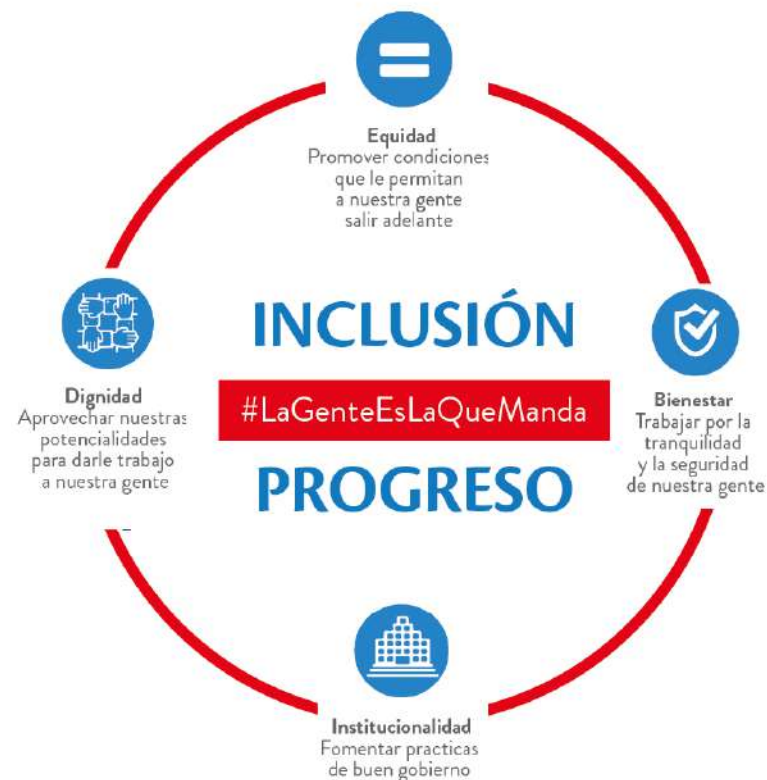 Equidad
Promover condiciones
que le permitan
a nuestra gente
salir adelante
INCLUSIÓN
#LaGenteEsLaQueManda
PROGRESO
Dignidad
Aprovechar nuestras
potencialidades
para darle trabajo
a nuestra gente
Bienestar
Trabajar por la
tranquilidad
y la seguridad
de nuestra gente
Institucionalidad
Fomentar practicas
de buen gobierno